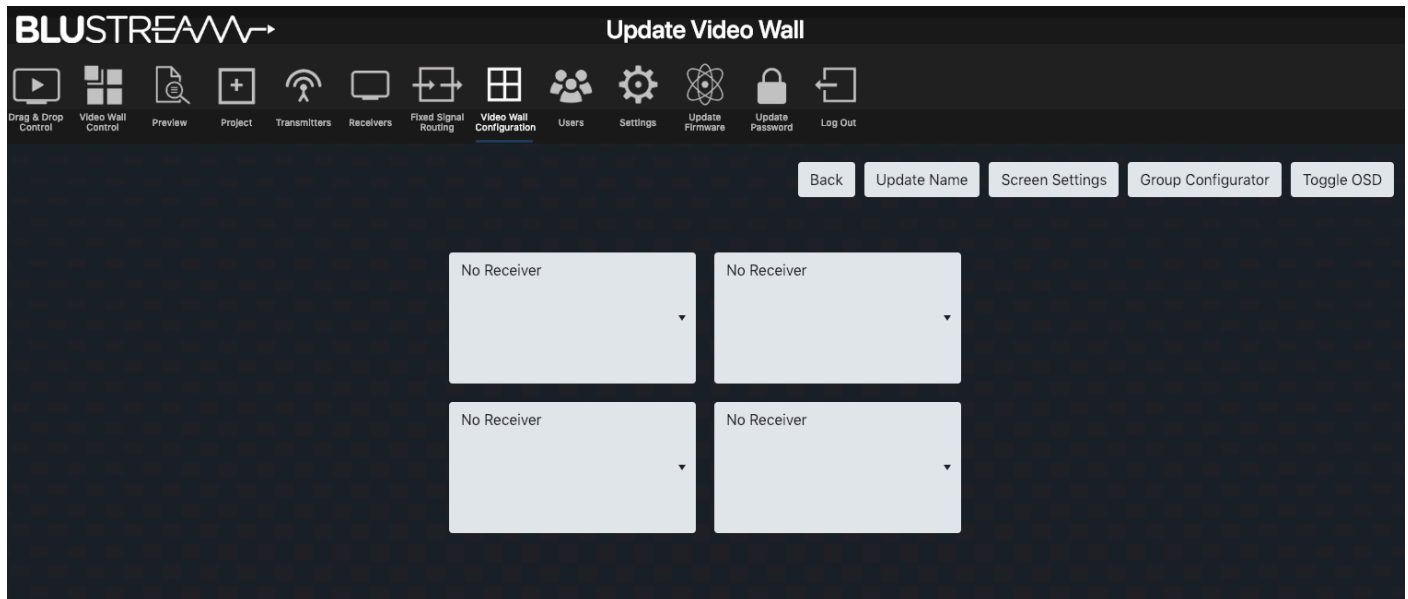 BLUSTREAM
Update Video Wall
Drag & Drop
Control
Video Wall
Control
Preview
Project
Transmitters
Receivers
Fixed Signal
Routing
Video Wall
Configuration
Users
Settings
Update
Firmware
Update
Password
Log Out
Back
Update Name
Screen Settings
Group Configurator
Toggle OSD
No Receiver
No Receiver
No Receiver
No Receiver